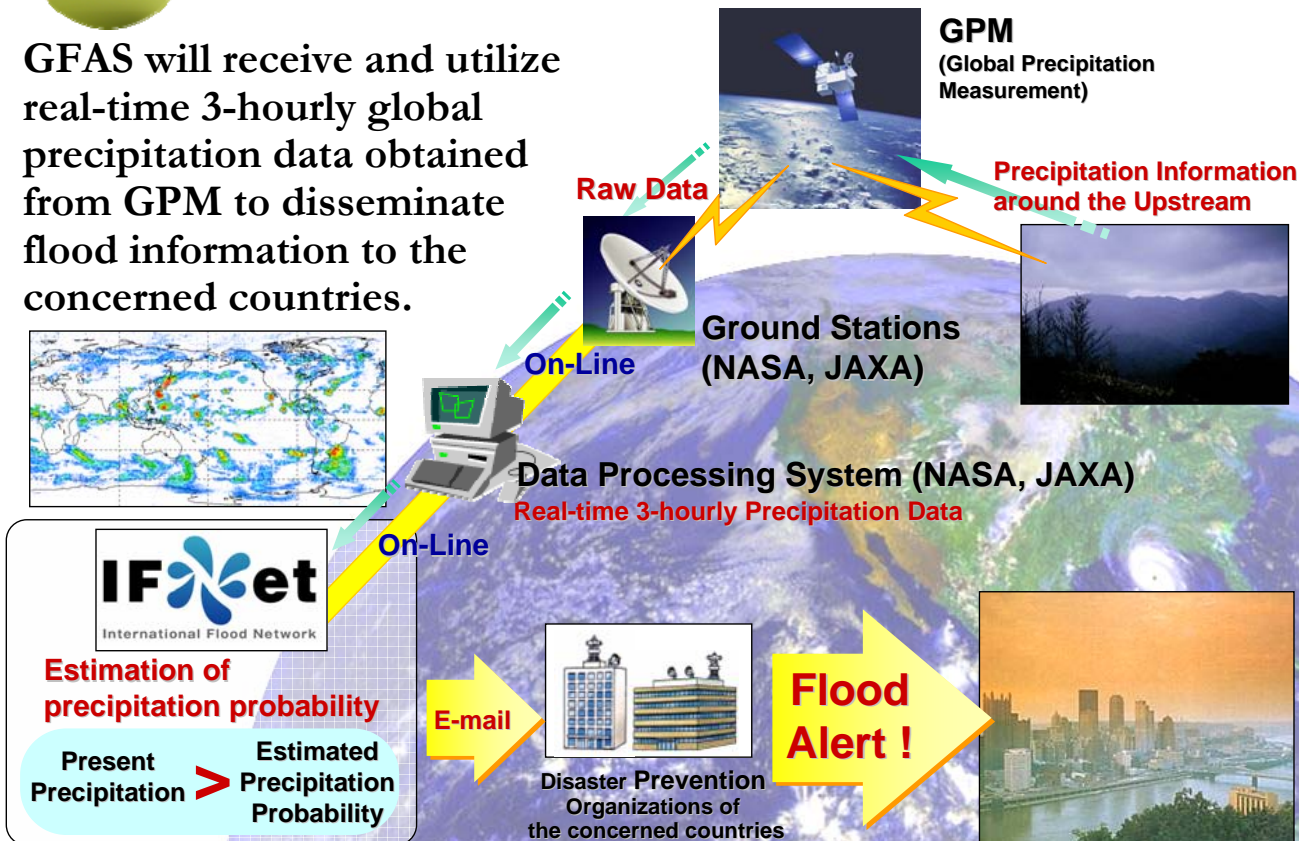 GFAS will receive and utilize
real-time 3-hourly global
precipitation data obtained
from GPM to disseminate
flood information to the
concerned countries.
GPM
(Global Precipitation
Measurement)
Raw Data
Precipitation Information
around the Upstream
Ground Stations
(NASA, JAXA)
On-Line
Data Processing System (NASA, JAXA)
Real-time 3-hourly Precipitation Data
On-Line
IFNet
International Flood Network
Estimation of
precipitation probability
Present
Precipitation
>
Estimated
Precipitation
Probability
E-mail
Disaster Prevention
Organizations of
the concerned countries
Flood
Alert !